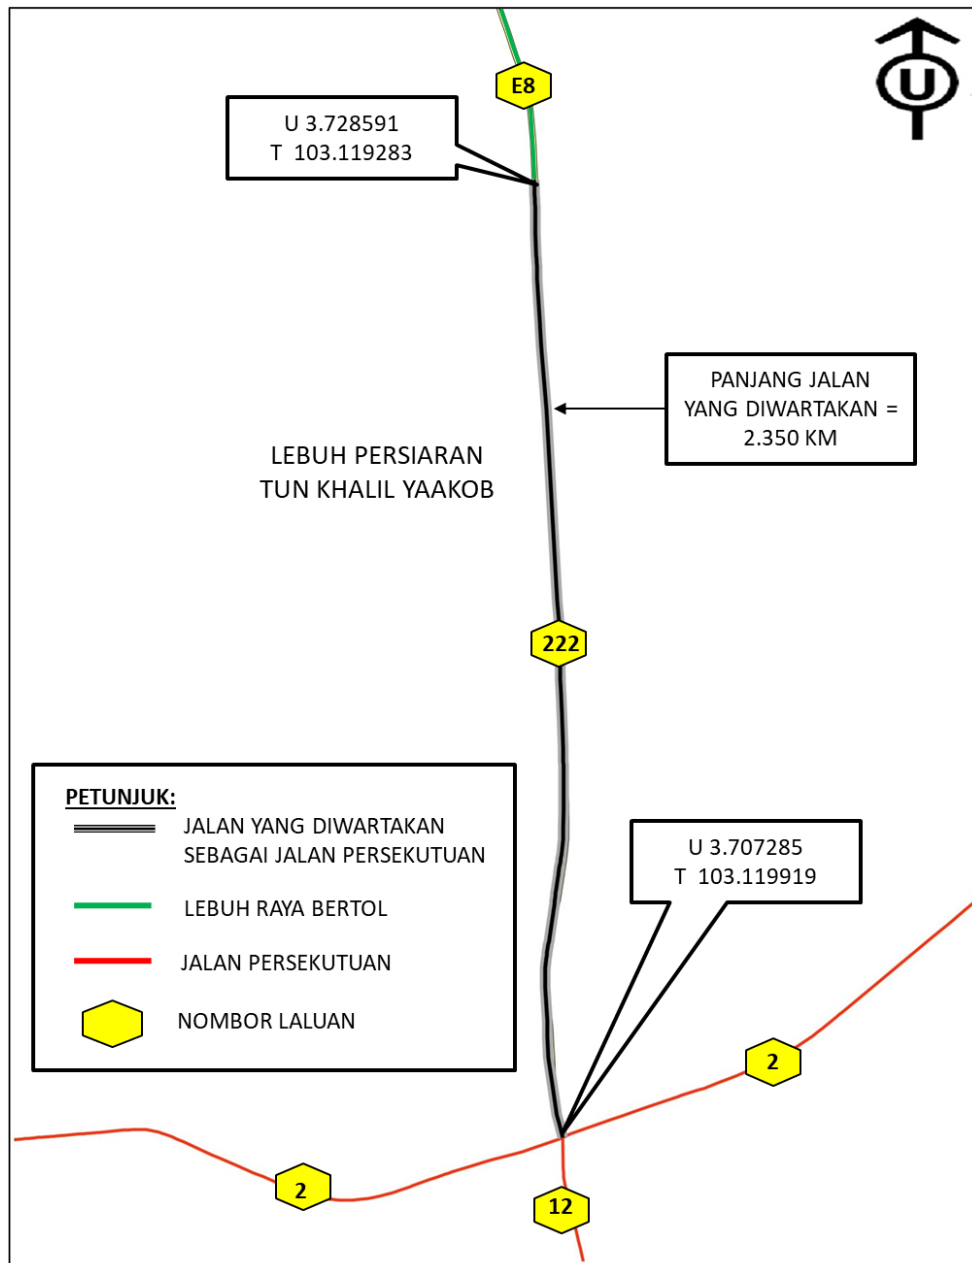 U
E8
U 3.728591
T 103.119283
PANJANG JALAN
YANG DIWARTAKAN =
2.350 KM
LEBUH PERSIARAN
TUN KHALIL YAAKOB
222
PETUNJUK:
JALAN YANG DIWARTAKAN
SEBAGAI JALAN PERSEKUTUAN
LEBUH RAYA BERTOL
JALAN PERSEKUTUAN
NOMBOR LALUAN
U 3.707285
T 103.119919
2
2
12